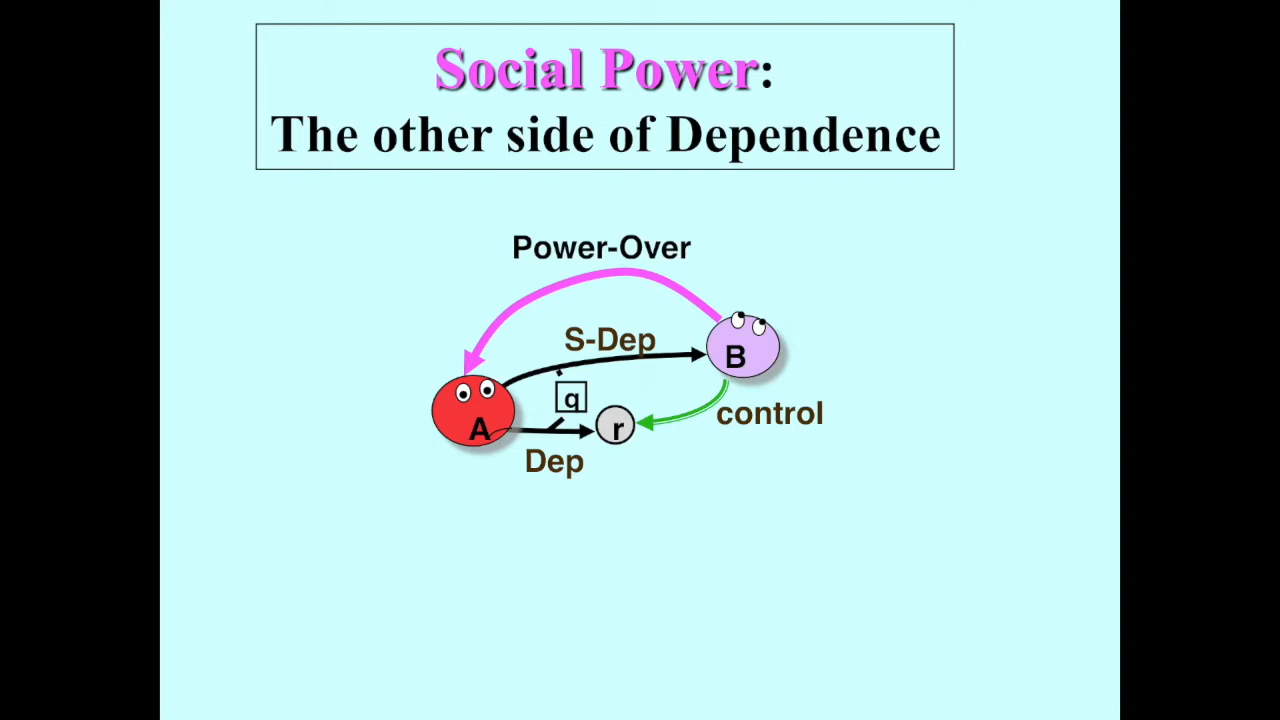 Social Power:
The other side of Dependence
Power-Over
S-Dep
B
q
control
A
r
Dep